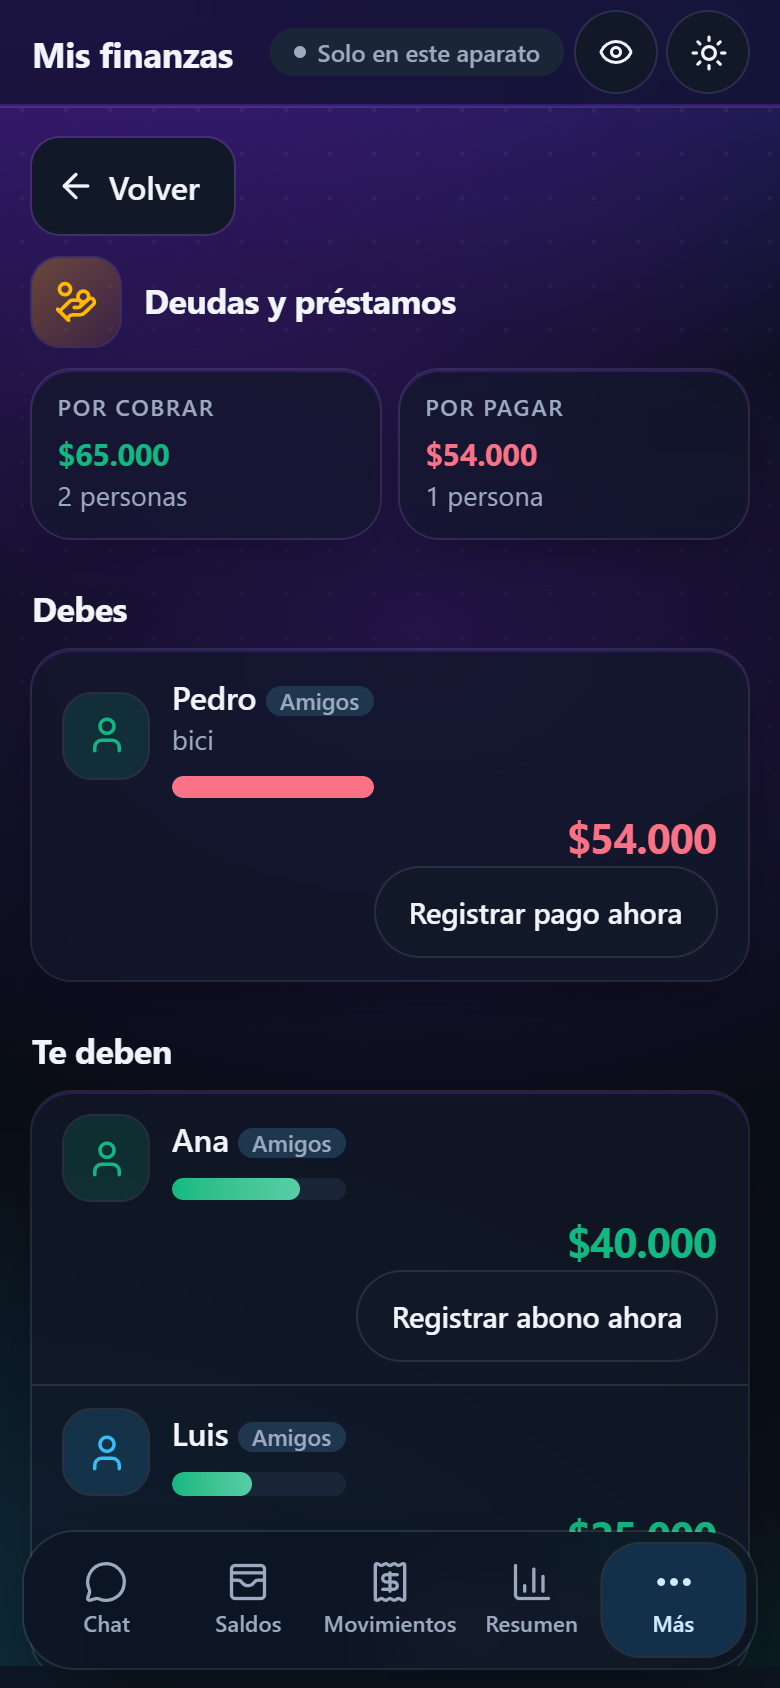 Mis finanzas
Solo en este aparato
Volver
Deudas y préstamos
POR COBRAR
$65.000
2 personas
POR PAGAR
$54.000
1 persona
Debes
Pedro Amigos
bici
$54.000
Registrar pago ahora
Te deben
Ana Amigos
$40.000
Registrar abono ahora
Luis Amigos
Chat
Saldos
Movimientos
Resumen
Más